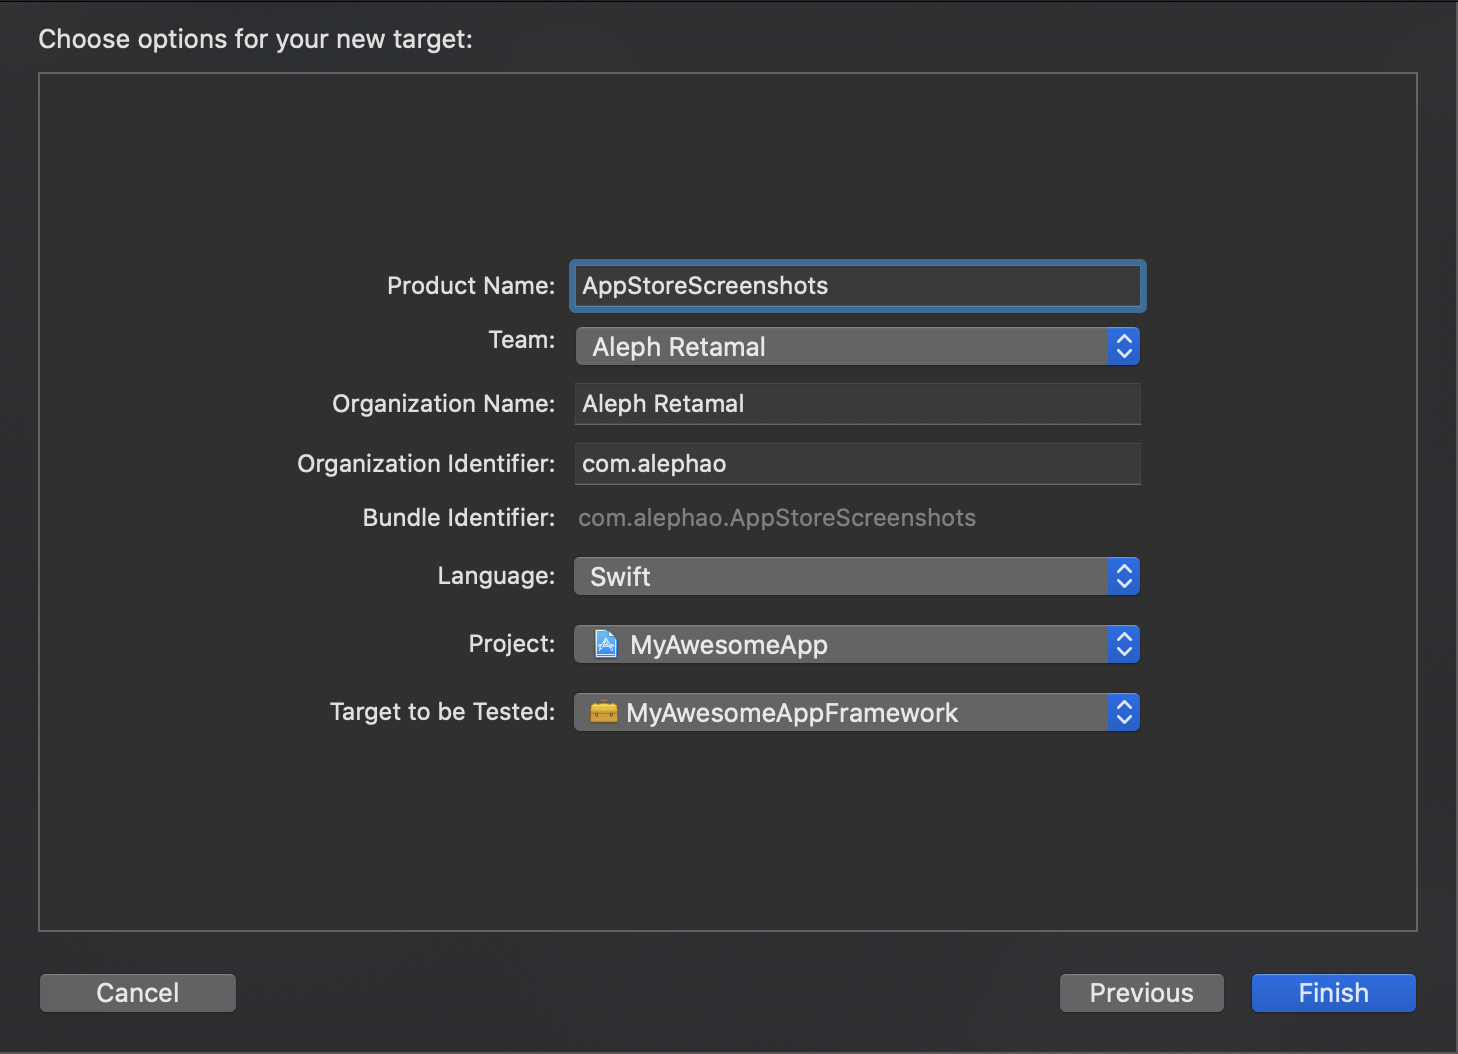 Choose options for your new target:
Product Name: AppStoreScreenshots
Team: Aleph Retamal
Organization Name: Aleph Retamal
Organization Identifier: com.alephao
Bundle Identifier: com.alephao.AppStoreScreenshots
Language: Swift
Project: MyAwesomeApp
Target to be Tested: MyAwesomeAppFramework
Cancel Previous Finish